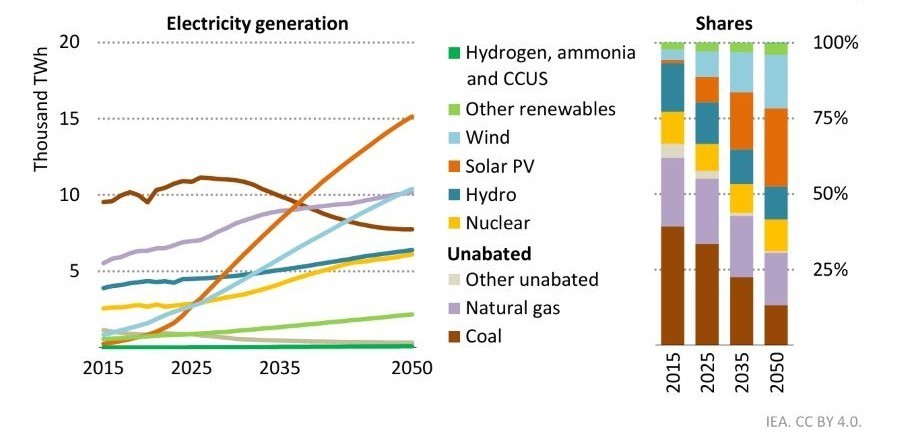 Electricity generation
Shares
Thousand TWh
20
15
10
5
2015
2025
2035
2050
Hydrogen, ammonia
and CCUS
Other renewables
Wind
Solar PV
Hydro
Nuclear
Unabated
Other unabated
Natural gas
Coal
100%
75%
50%
25%
2015
2025
2035
2050
IEA. CC BY 4.0.